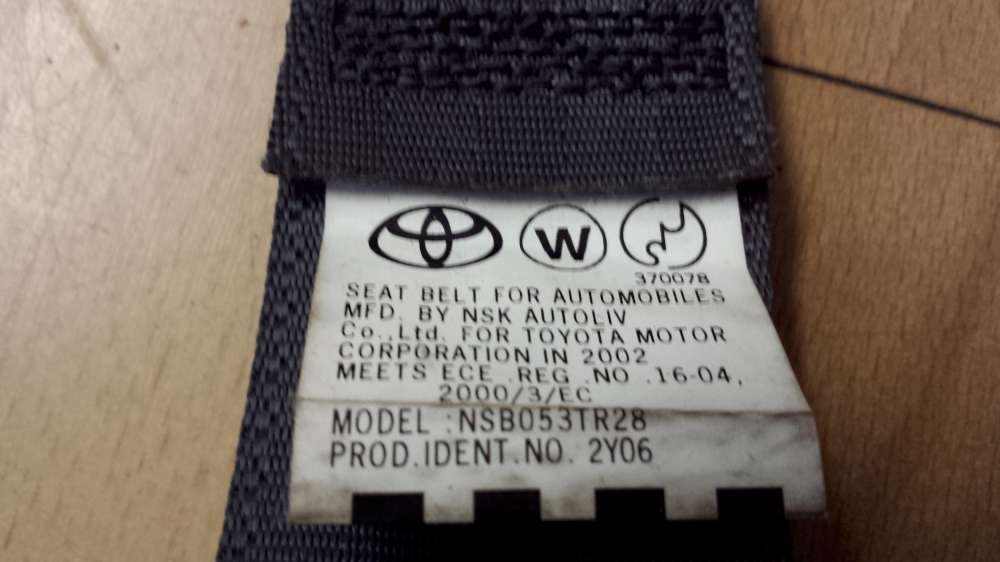 W
370078
SEAT BELT FOR AUTOMOBILES
MFD. BY NSK AUTOLIV
Co.,Ltd. FOR TOYOTA MOTOR
CORPORATION IN 2002
MEETS ECE .REG .NO .16-04,
2000/3/EC
MODEL :NSB053TR28
PROD.IDENT.NO. 2Y06